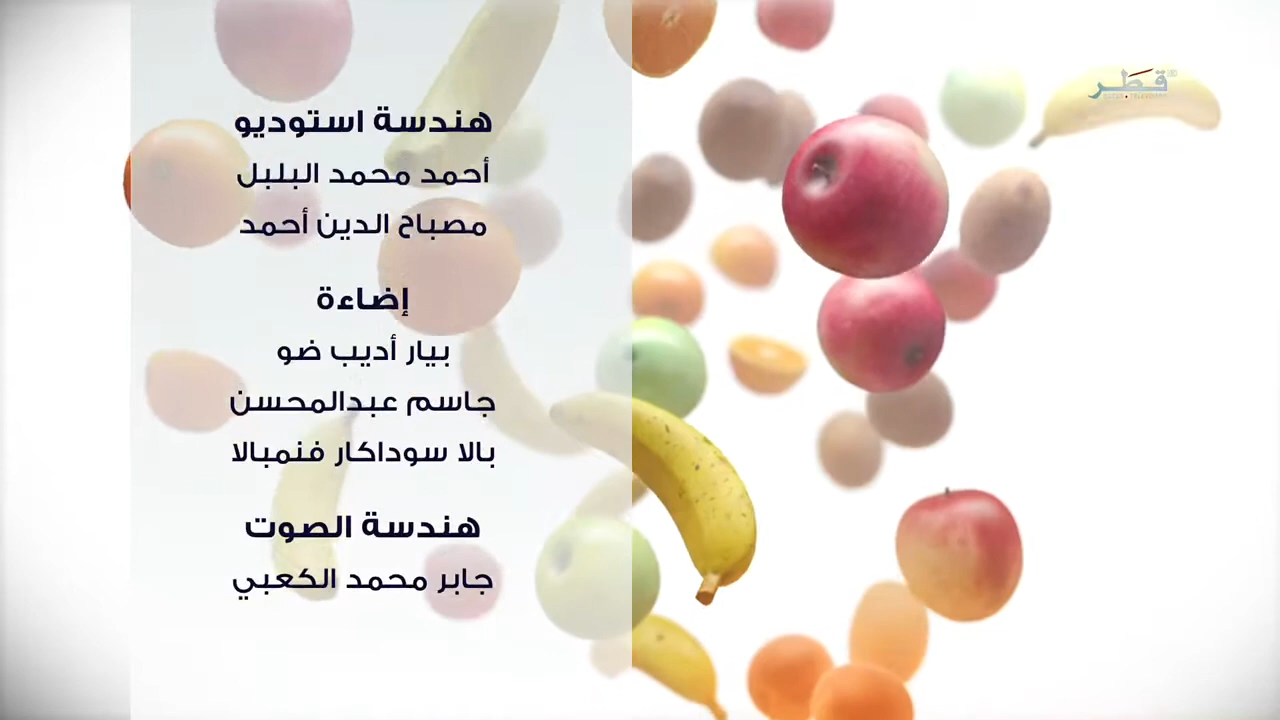 قطر
هندسة استوديو
أحمد محمد البلبل
مصباح الدين أحمد
إضاءة
بيار أديب ضو
جاسم عبدالمحسن
بالا سوداكار فنمبالا
هندسة الصوت
جابر محمد الكعبي